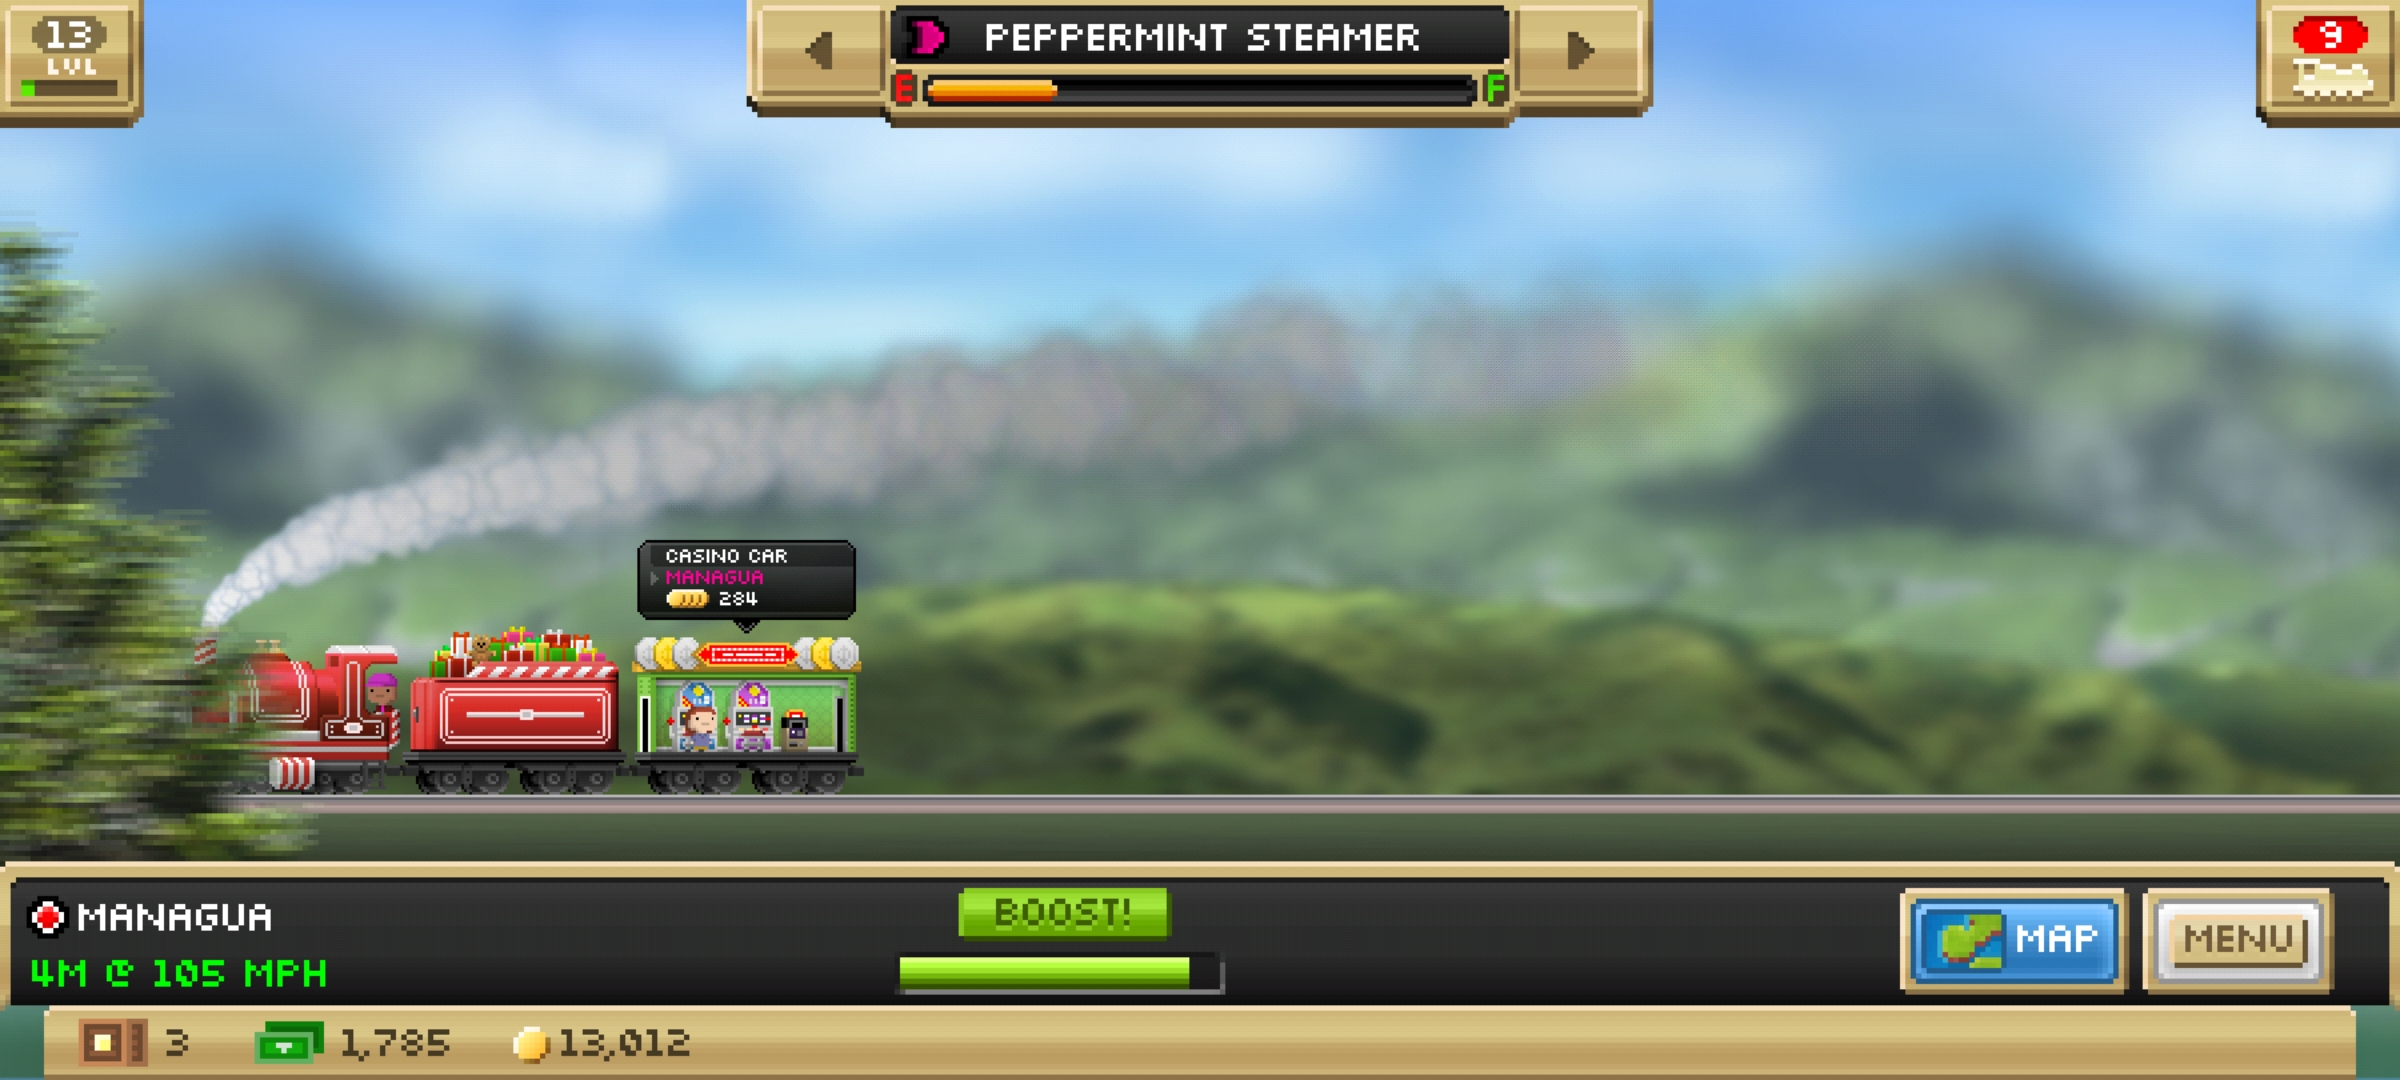 13
LVL
PEPPERMINT STEAMER
E F
9
CASINO CAR
MANAGUA
284
MANAGUA
4M @ 105 MPH
BOOST!
MAP
MENU
3
1,785
13,012